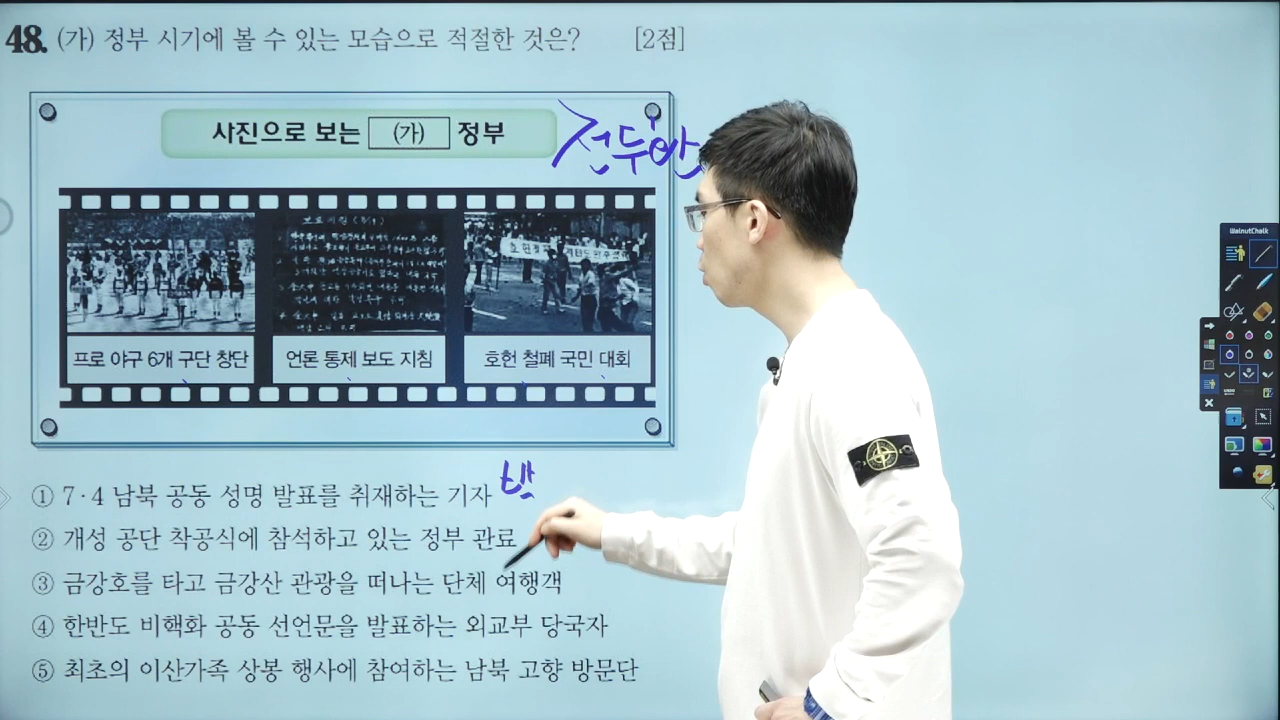 48. (가) 정부 시기에 볼 수 있는 모습으로 적절한 것은? [2점]
사진으로 보는 (가) 정부
전두환
프로 야구 6개 구단 창단
언론 통제 보도 지침
호헌 철폐 국민 대회
① 7·4 남북 공동 성명 발표를 취재하는 기자 박
② 개성 공단 착공식에 참석하고 있는 정부 관료
③ 금강호를 타고 금강산 관광을 떠나는 단체 여행객
④ 한반도 비핵화 공동 선언문을 발표하는 외교부 당국자
⑤ 최초의 이산가족 상봉 행사에 참여하는 남북 고향 방문단
WalnutChalk